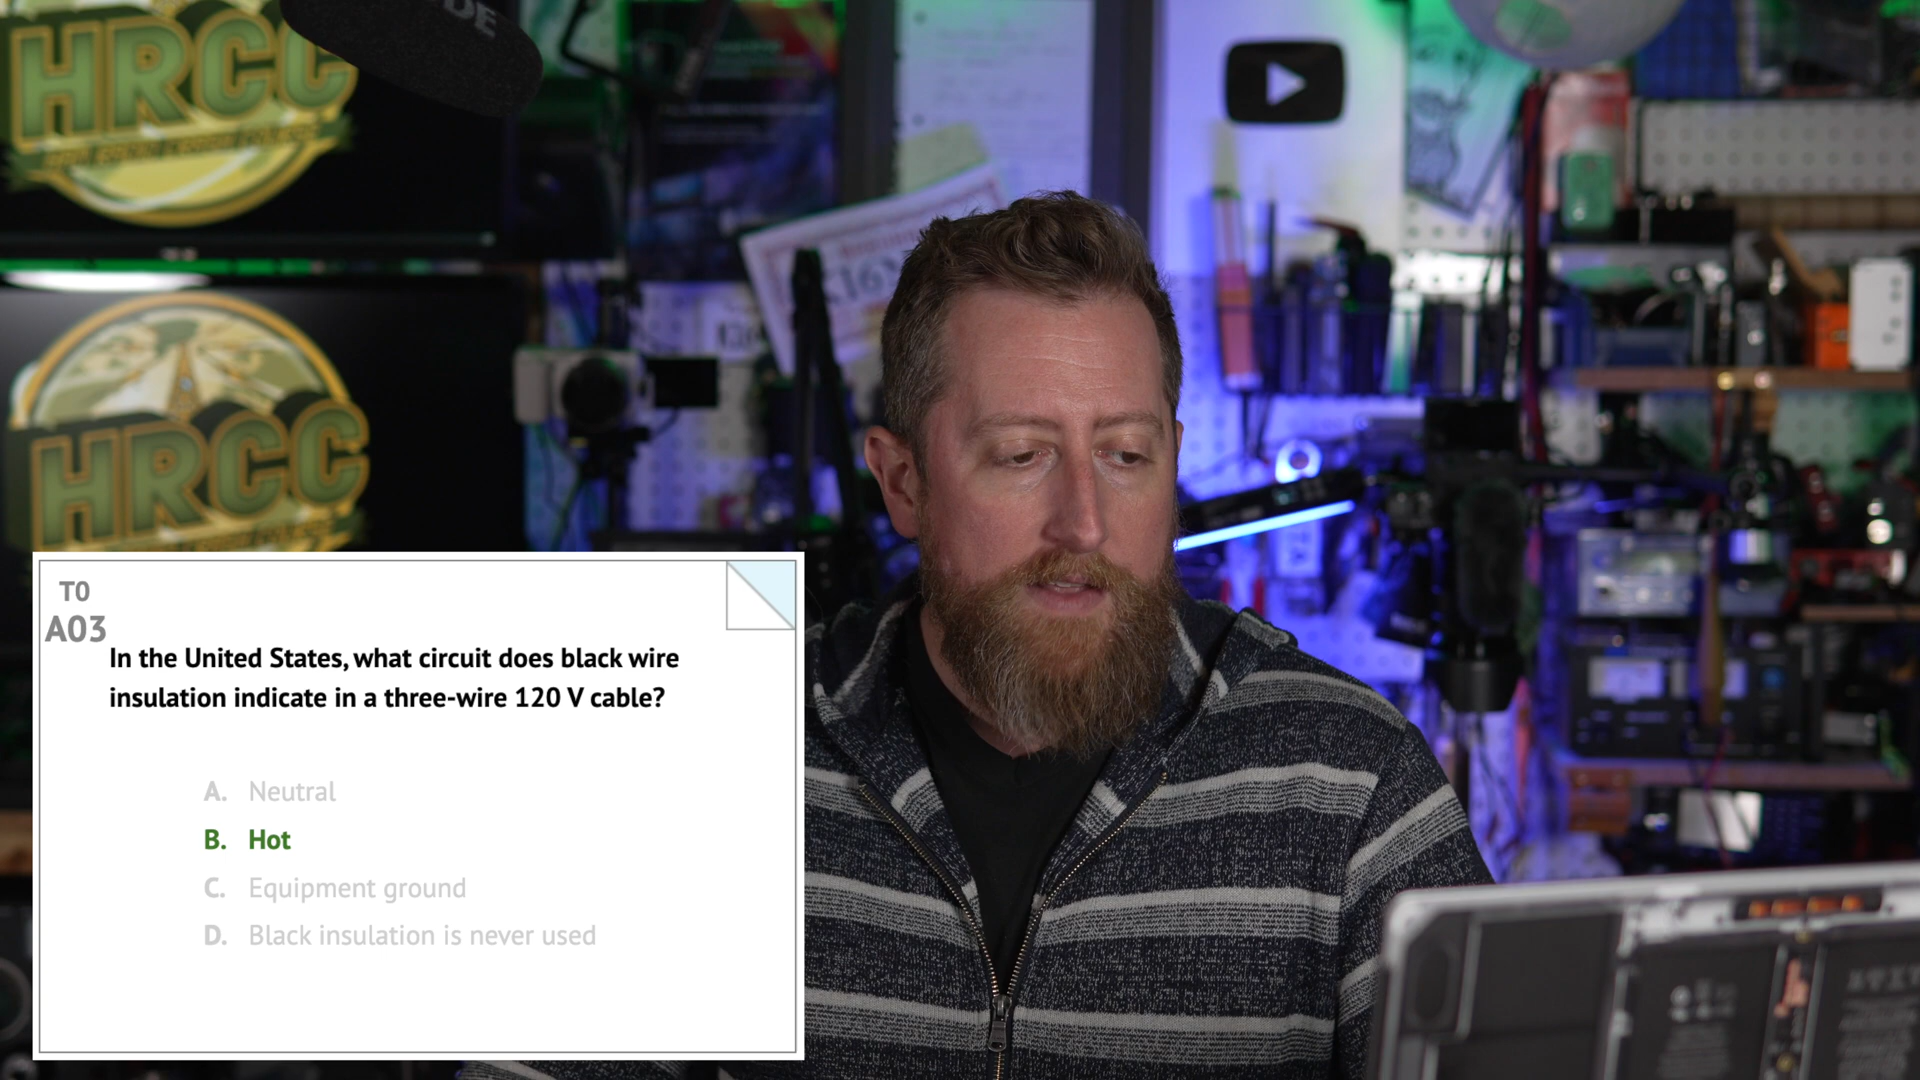 DE
HRCC
HRCC
T0
A03
In the United States, what circuit does black wire
insulation indicate in a three-wire 120 V cable?
A. Neutral
B. Hot
C. Equipment ground
D. Black insulation is never used